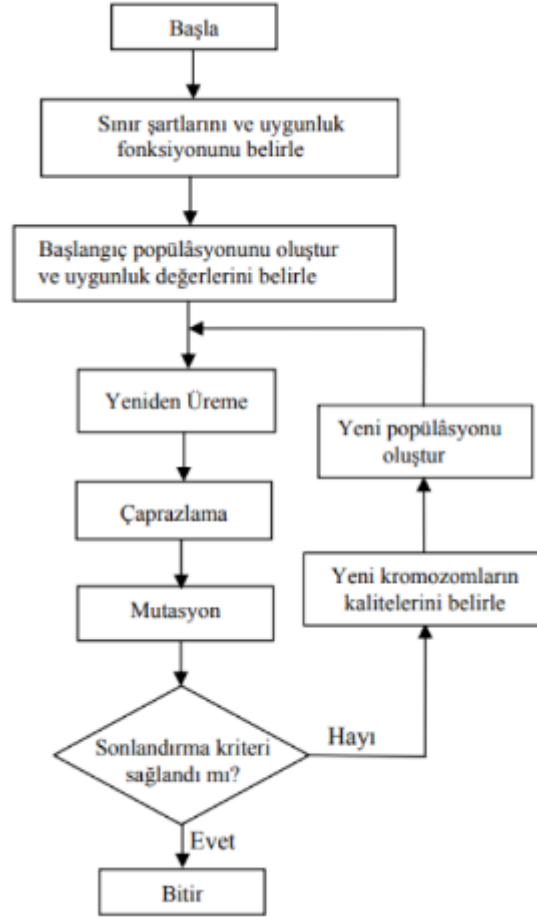 Başla
Sınır şartlarını ve uygunluk
fonksiyonunu belirle
Başlangıç popülâsyonunu oluştur
ve uygunluk değerlerini belirle
Yeniden Üreme
Çaprazlama
Mutasyon
Sonlandırma kriteri
sağlandı mı?
Hayı
Yeni kromozomların
kalitelerini belirle
Yeni popülâsyonu
oluştur
Evet
Bitir